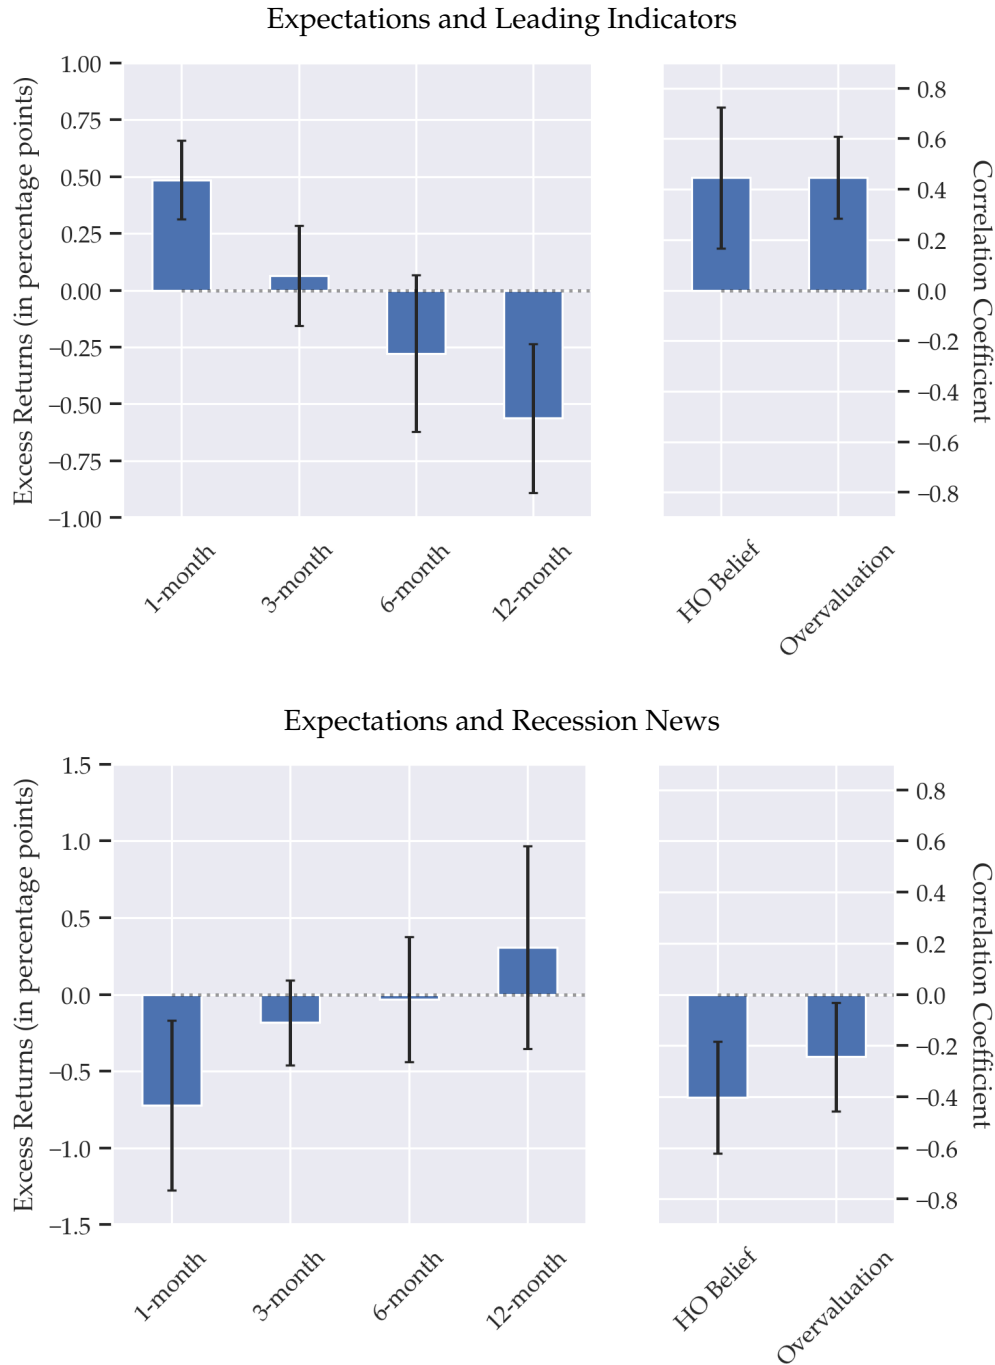 Expectations and Leading Indicators
Excess Returns (in percentage points)
1.00
0.75
0.50
0.25
0.00
−0.25
−0.50
−0.75
−1.00
1-month
3-month
6-month
12-month
0.8
0.6
0.4
0.2
0.0
−0.2
−0.4
−0.6
−0.8
Correlation Coefficient
HO Belief
Overvaluation
Expectations and Recession News
Excess Returns (in percentage points)
1.5
1.0
0.5
0.0
−0.5
−1.0
−1.5
1-month
3-month
6-month
12-month
0.8
0.6
0.4
0.2
0.0
−0.2
−0.4
−0.6
−0.8
Correlation Coefficient
HO Belief
Overvaluation